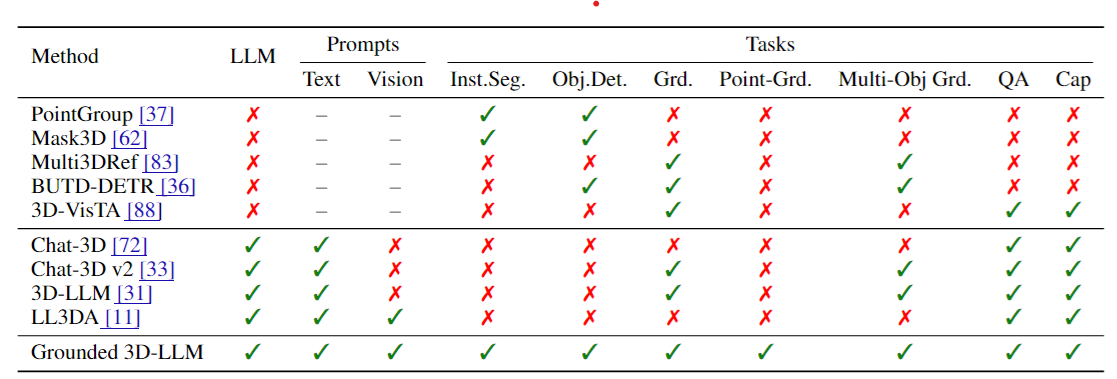 Method LLM Prompts Tasks
Text Vision Inst.Seg. Obj.Det. Grd. Point-Grd. Multi-Obj Grd. QA Cap
PointGroup [37] ✗ – – ✓ ✓ ✗ ✗ ✗ ✗ ✗
Mask3D [62] ✗ – – ✓ ✓ ✗ ✗ ✗ ✗ ✗
Multi3DRef [83] ✗ – – ✗ ✗ ✓ ✗ ✓ ✗ ✗
BUTD-DETR [36] ✗ – – ✗ ✓ ✓ ✗ ✓ ✗ ✗
3D-VisTA [88] ✗ – – ✗ ✗ ✓ ✗ ✗ ✓ ✓
Chat-3D [72] ✓ ✓ ✗ ✗ ✗ ✗ ✗ ✗ ✓ ✓
Chat-3D v2 [33] ✓ ✓ ✗ ✗ ✗ ✓ ✗ ✓ ✓ ✓
3D-LLM [31] ✓ ✓ ✗ ✗ ✗ ✓ ✗ ✓ ✓ ✓
LL3DA [11] ✓ ✓ ✓ ✗ ✗ ✗ ✗ ✗ ✓ ✓
Grounded 3D-LLM ✓ ✓ ✓ ✓ ✓ ✓ ✓ ✓ ✓ ✓